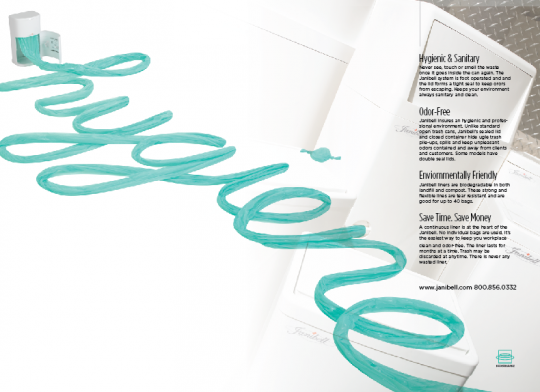 Hygienic & Sanitary
Never see, touch or smell the waste
once it goes inside the can again. The
Janibell system is foot operated and and
the lid forms a tight seal to keep orors
from escaping. Keeps your environment
always sanitary and clean.
Odor-Free
Janibell insures an hygienic and profes-
sional environment. Unlike standard
open trash cans, Janibell's sealed lid
and closed container hide ugle trash
pile-ups, spills and keep unpleasant
odors contained and away from clients
and customers. Some models have
double seal lids.
Enviornmentally Friendly
Janibell liners are biodegradable in both
landfill and compost. These strong and
flexible lines are tear resistant and are
good for up to 40 bags.
Save Time. Save Money
A continuous liner is at the heart of the
Janibell. No individual bags are used. It's
the easiest way to keep you workplace
clean and odor-free. The liner lasts for
months at a time. Trash may be
discarded at anytime. There is never any
wasted liner.
www.janibell.com 800.856.0332
Janibell
Janibell